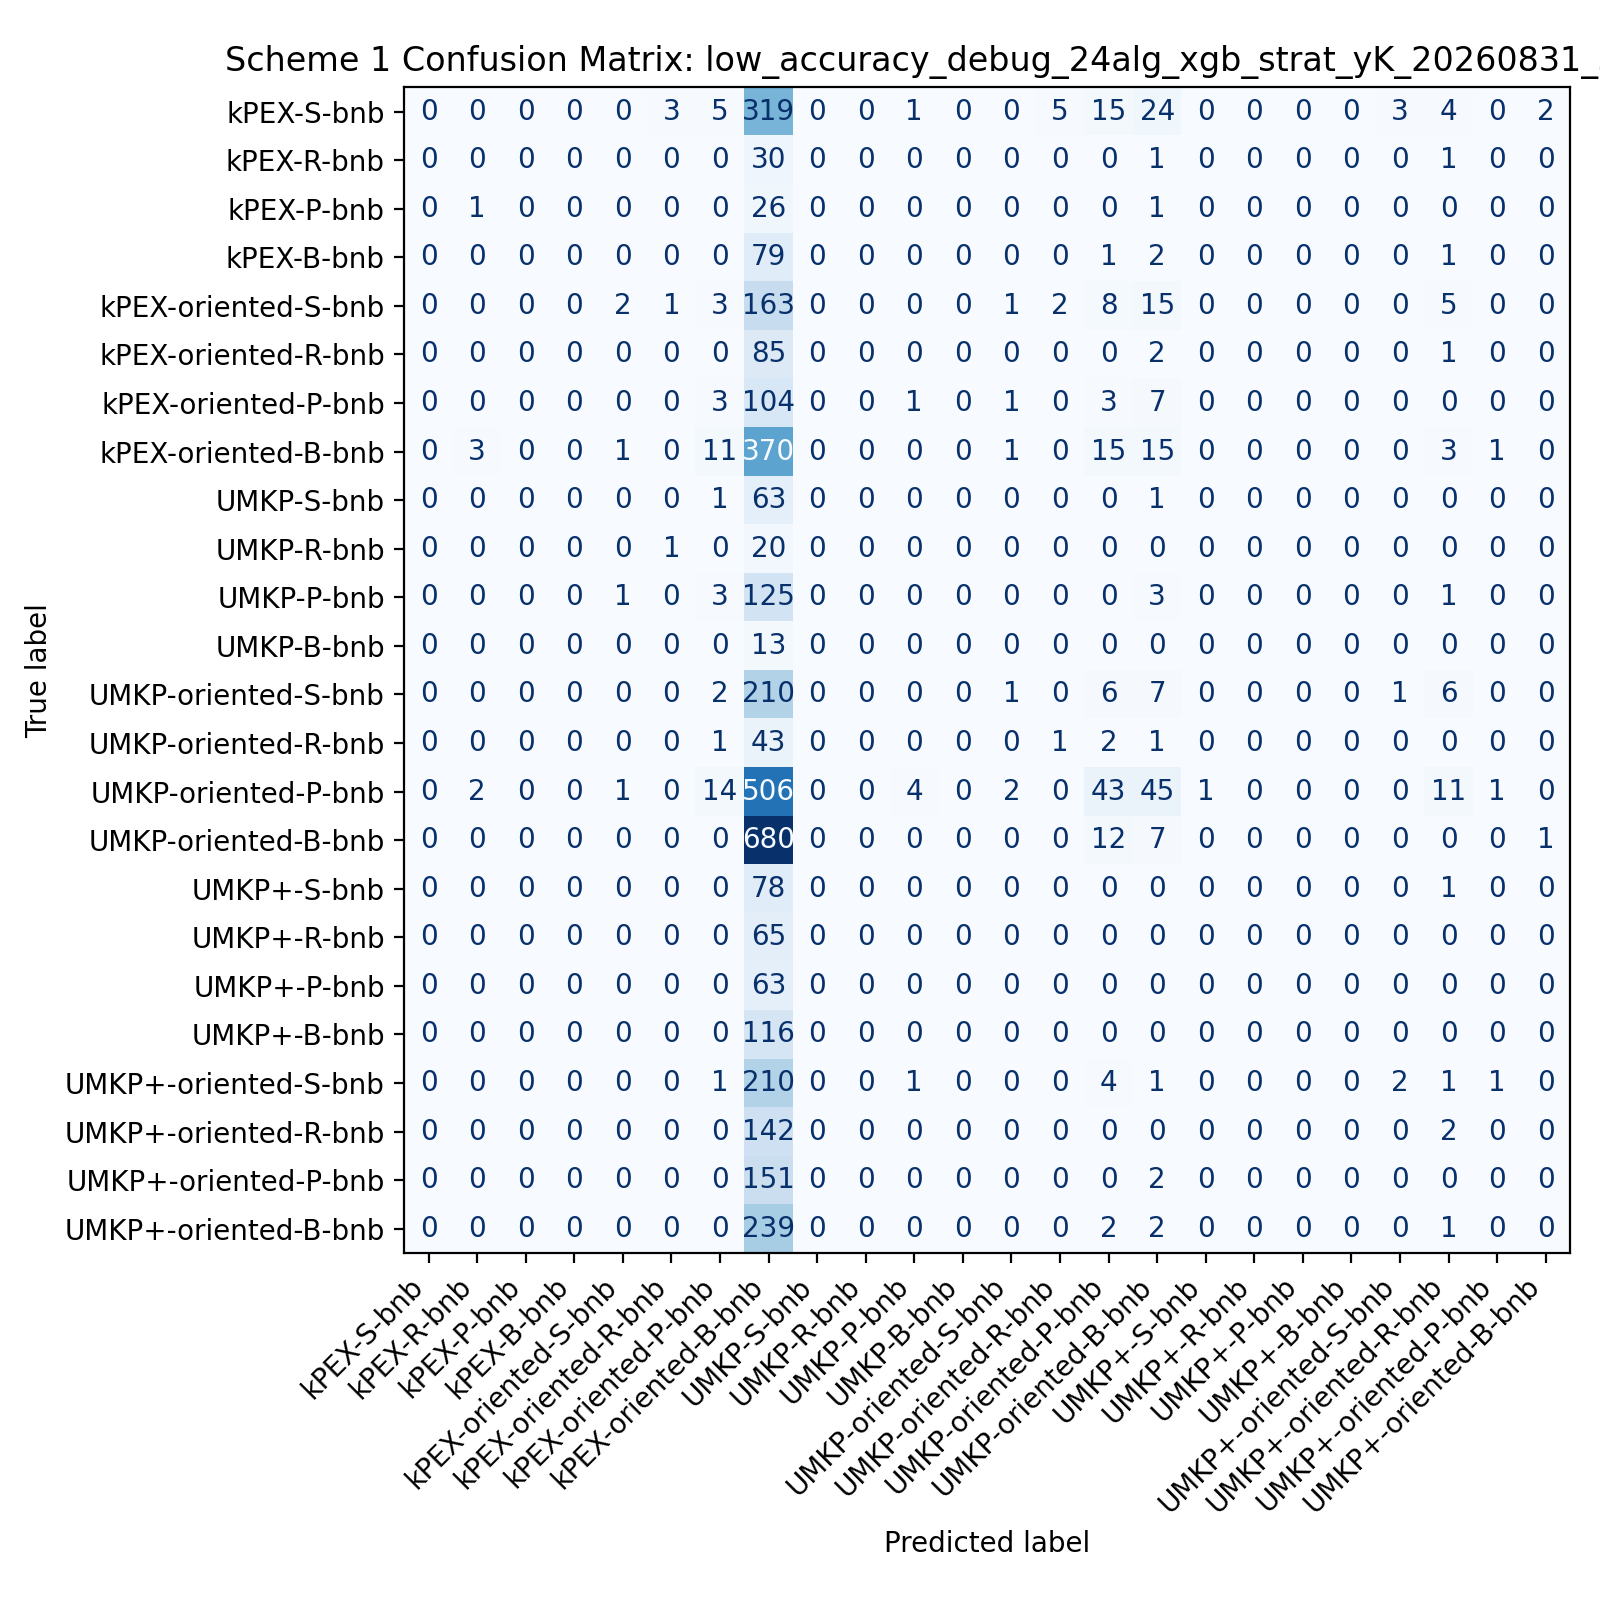 Scheme 1 Confusion Matrix: low_accuracy_debug_24alg_xgb_strat_yK_20260831_
kPEX-S-bnb 0 0 0 0 0 3 5 319 0 0 1 0 0 5 15 24 0 0 0 0 3 4 0 2
kPEX-R-bnb 0 0 0 0 0 0 0 30 0 0 0 0 0 0 0 1 0 0 0 0 0 1 0 0
kPEX-P-bnb 0 1 0 0 0 0 0 26 0 0 0 0 0 0 0 1 0 0 0 0 0 0 0 0
kPEX-B-bnb 0 0 0 0 0 0 0 79 0 0 0 0 0 0 1 2 0 0 0 0 0 1 0 0
kPEX-oriented-S-bnb 0 0 0 0 2 1 3 163 0 0 0 0 1 2 8 15 0 0 0 0 0 5 0 0
kPEX-oriented-R-bnb 0 0 0 0 0 0 0 85 0 0 0 0 0 0 0 2 0 0 0 0 0 1 0 0
kPEX-oriented-P-bnb 0 0 0 0 0 0 3 104 0 0 1 0 1 0 3 7 0 0 0 0 0 0 0 0
kPEX-oriented-B-bnb 0 3 0 0 1 0 11 370 0 0 0 0 1 0 15 15 0 0 0 0 0 3 1 0
UMKP-S-bnb 0 0 0 0 0 0 1 63 0 0 0 0 0 0 0 1 0 0 0 0 0 0 0 0
UMKP-R-bnb 0 0 0 0 0 1 0 20 0 0 0 0 0 0 0 0 0 0 0 0 0 0 0 0
UMKP-P-bnb 0 0 0 0 1 0 3 125 0 0 0 0 0 0 0 3 0 0 0 0 0 1 0 0
UMKP-B-bnb 0 0 0 0 0 0 0 13 0 0 0 0 0 0 0 0 0 0 0 0 0 0 0 0
UMKP-oriented-S-bnb 0 0 0 0 0 0 2 210 0 0 0 0 1 0 6 7 0 0 0 0 1 6 0 0
UMKP-oriented-R-bnb 0 0 0 0 0 0 1 43 0 0 0 0 0 1 2 1 0 0 0 0 0 0 0 0
UMKP-oriented-P-bnb 0 2 0 0 1 0 14 506 0 0 4 0 2 0 43 45 1 0 0 0 0 11 1 0
UMKP-oriented-B-bnb 0 0 0 0 0 0 0 680 0 0 0 0 0 0 12 7 0 0 0 0 0 0 0 1
UMKP+-S-bnb 0 0 0 0 0 0 0 78 0 0 0 0 0 0 0 0 0 0 0 0 0 1 0 0
UMKP+-R-bnb 0 0 0 0 0 0 0 65 0 0 0 0 0 0 0 0 0 0 0 0 0 0 0 0
UMKP+-P-bnb 0 0 0 0 0 0 0 63 0 0 0 0 0 0 0 0 0 0 0 0 0 0 0 0
UMKP+-B-bnb 0 0 0 0 0 0 0 116 0 0 0 0 0 0 0 0 0 0 0 0 0 0 0 0
UMKP+-oriented-S-bnb 0 0 0 0 0 0 1 210 0 0 1 0 0 0 4 1 0 0 0 0 2 1 1 0
UMKP+-oriented-R-bnb 0 0 0 0 0 0 0 142 0 0 0 0 0 0 0 0 0 0 0 0 0 2 0 0
UMKP+-oriented-P-bnb 0 0 0 0 0 0 0 151 0 0 0 0 0 0 0 2 0 0 0 0 0 0 0 0
UMKP+-oriented-B-bnb 0 0 0 0 0 0 0 239 0 0 0 0 0 0 2 2 0 0 0 0 0 1 0 0
True label
kPEX-S-bnb
kPEX-R-bnb
kPEX-P-bnb
kPEX-B-bnb
kPEX-oriented-S-bnb
kPEX-oriented-R-bnb
kPEX-oriented-P-bnb
kPEX-oriented-B-bnb
UMKP-S-bnb
UMKP-R-bnb
UMKP-P-bnb
UMKP-B-bnb
UMKP-oriented-S-bnb
UMKP-oriented-R-bnb
UMKP-oriented-P-bnb
UMKP-oriented-B-bnb
UMKP+-S-bnb
UMKP+-R-bnb
UMKP+-P-bnb
UMKP+-B-bnb
UMKP+-oriented-S-bnb
UMKP+-oriented-R-bnb
UMKP+-oriented-P-bnb
UMKP+-oriented-B-bnb
Predicted label